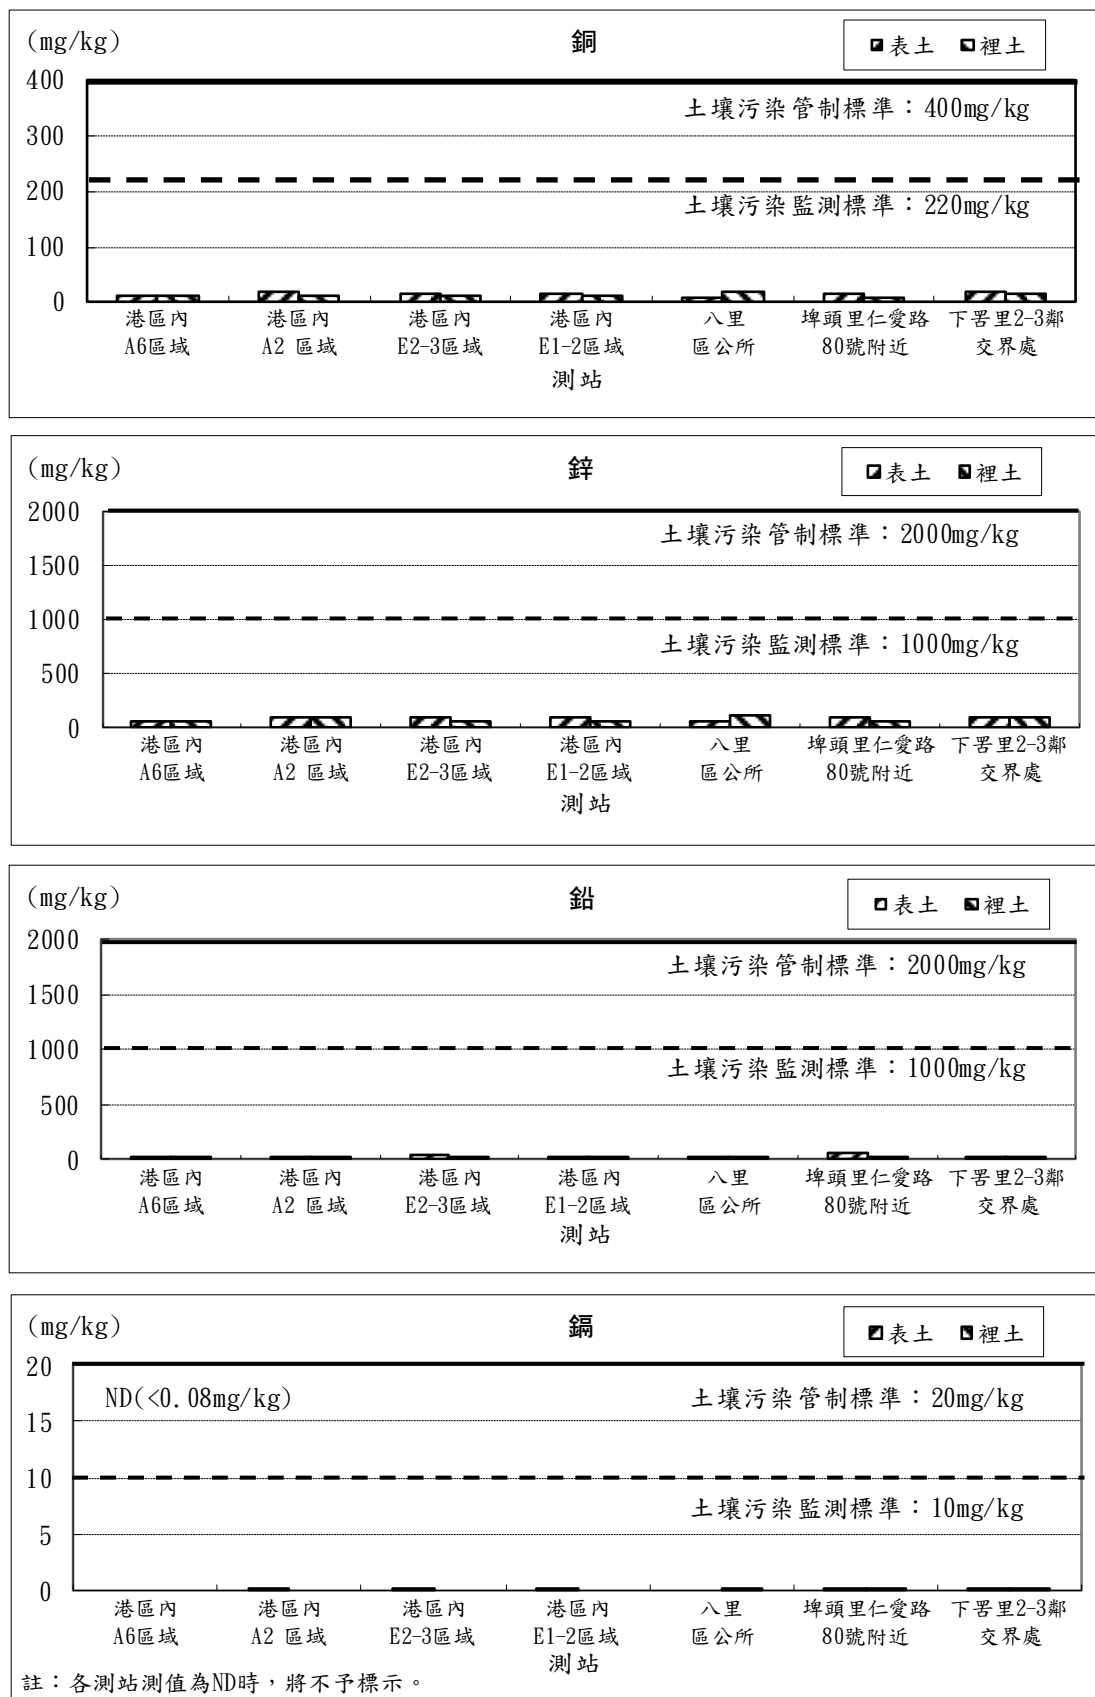 (mg/kg)
銅
表土 裡土
400
土壤污染管制標準：400mg/kg
300
200
土壤污染監測標準：220mg/kg
100
0
港區內 港區內 港區內 港區內 八里 埤頭里仁愛路 下罟里2-3鄰
A6區域 A2 區域 E2-3區域 E1-2區域 區公所 80號附近 交界處
測站
(mg/kg)
鋅
表土 裡土
2000
土壤污染管制標準：2000mg/kg
1500
1000
土壤污染監測標準：1000mg/kg
500
0
港區內 港區內 港區內 港區內 八里 埤頭里仁愛路 下罟里2-3鄰
A6區域 A2 區域 E2-3區域 E1-2區域 區公所 80號附近 交界處
測站
(mg/kg)
鉛
表土 裡土
2000
土壤污染管制標準：2000mg/kg
1500
1000
土壤污染監測標準：1000mg/kg
500
0
港區內 港區內 港區內 港區內 八里 埤頭里仁愛路 下罟里2-3鄰
A6區域 A2 區域 E2-3區域 E1-2區域 區公所 80號附近 交界處
測站
(mg/kg)
鎘
表土 裡土
20
ND(<0.08mg/kg) 土壤污染管制標準：20mg/kg
15
10
土壤污染監測標準：10mg/kg
5
0
港區內 港區內 港區內 港區內 八里 埤頭里仁愛路 下罟里2-3鄰
A6區域 A2 區域 E2-3區域 E1-2區域 區公所 80號附近 交界處
測站
註：各測站測值為ND時，將不予標示。